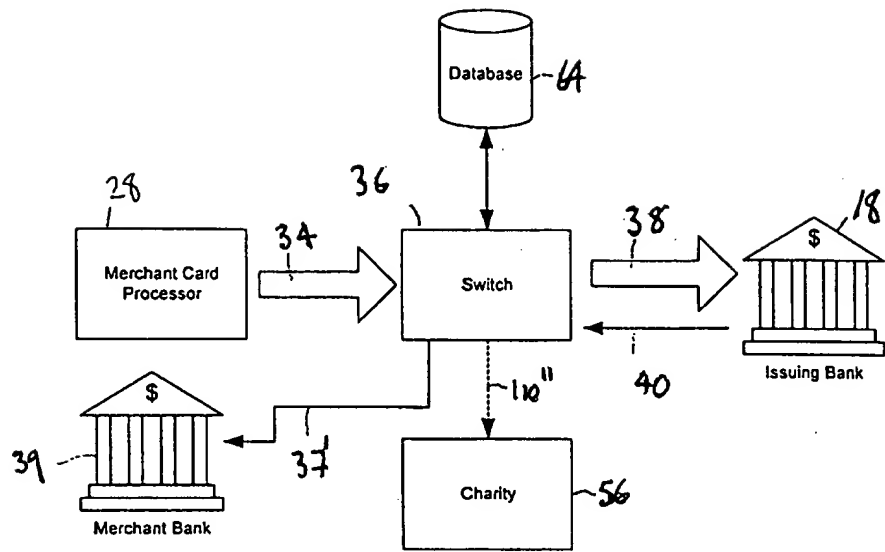 Database
64
36
28
34
38
18
$
Merchant Card
Processor
Switch
40
Issuing Bank
110"
$
37'
39
Charity
56
Merchant Bank